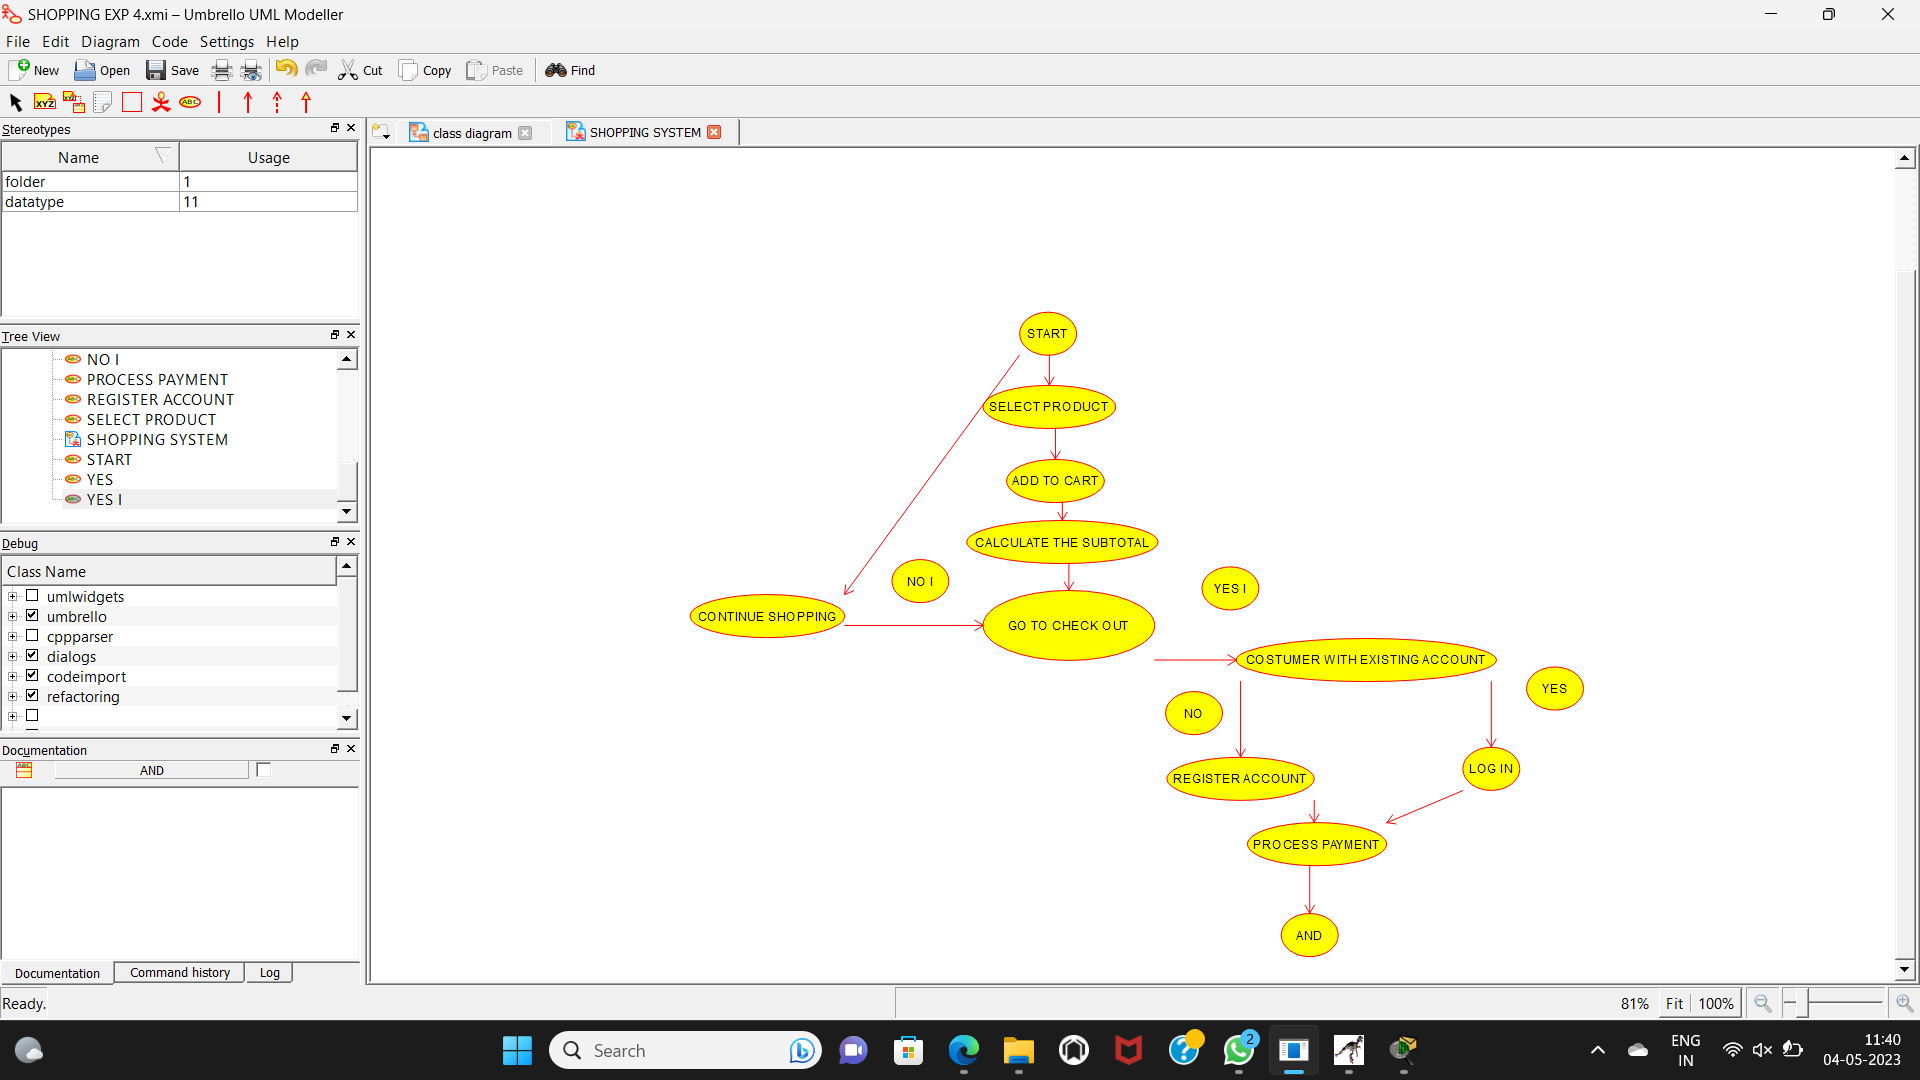 SHOPPING EXP 4.xmi – Umbrello UML Modeller
File Edit Diagram Code Settings Help
New Open Save Cut Copy Paste Find
XYZ XYZ ABC
Stereotypes
Name Usage
folder 1
datatype 11
Tree View
NO I
PROCESS PAYMENT
REGISTER ACCOUNT
SELECT PRODUCT
SHOPPING SYSTEM
START
YES
YES I
Debug
Class Name
umlwidgets
umbrello
cppparser
dialogs
codeimport
refactoring
Documentation
AND
Documentation Command history Log
class diagram SHOPPING SYSTEM
START
SELECT PRODUCT
ADD TO CART
CALCULATE THE SUBTOTAL
NO I
YES I
CONTINUE SHOPPING
GO TO CHECK OUT
COSTUMER WITH EXISTING ACCOUNT
YES
NO
LOG IN
REGISTER ACCOUNT
PROCESS PAYMENT
AND
Ready.
81% Fit 100%
Search
2
ENG
IN
11:40
04-05-2023